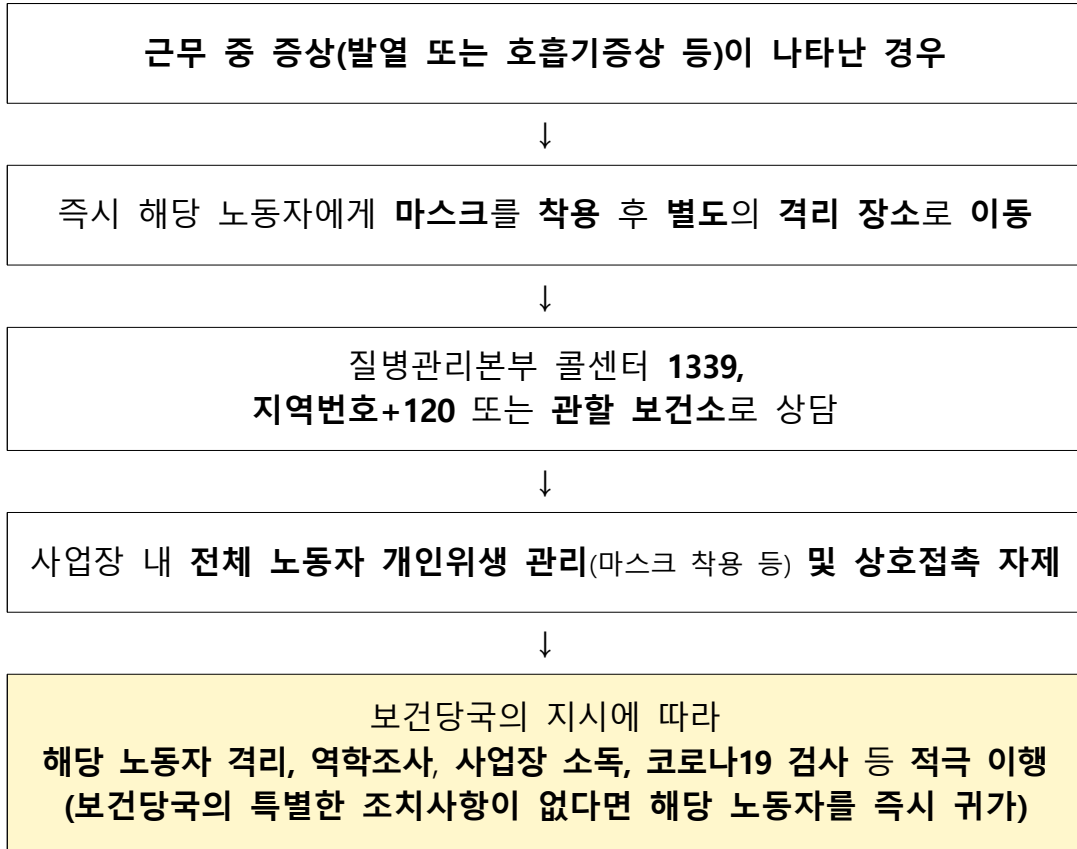 근무 중 증상(발열 또는 호흡기증상 등)이 나타난 경우
↓
즉시 해당 노동자에게 마스크를 착용 후 별도의 격리 장소로 이동
↓
질병관리본부 콜센터 1339,
지역번호+120 또는 관할 보건소로 상담
↓
사업장 내 전체 노동자 개인위생 관리(마스크 착용 등) 및 상호접촉 자제
↓
보건당국의 지시에 따라
해당 노동자 격리, 역학조사, 사업장 소독, 코로나19 검사 등 적극 이행
(보건당국의 특별한 조치사항이 없다면 해당 노동자를 즉시 귀가)